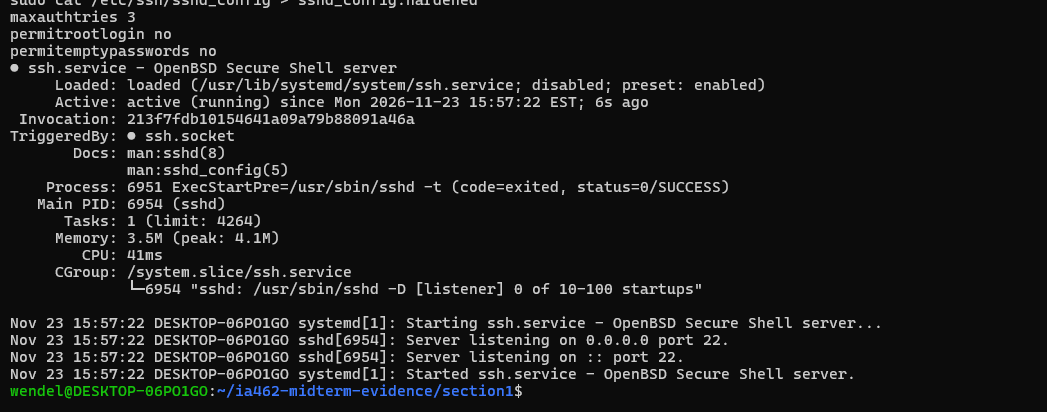 sudo cat /etc/ssh/sshd_config > sshd_config.hardened
maxauthtries 3
permitrootlogin no
permitemptypasswords no
● ssh.service - OpenBSD Secure Shell server
     Loaded: loaded (/usr/lib/systemd/system/ssh.service; disabled; preset: enabled)
     Active: active (running) since Mon 2026-11-23 15:57:22 EST; 6s ago
 Invocation: 213f7fdb10154641a09a79b88091a46a
TriggeredBy: ● ssh.socket
       Docs: man:sshd(8)
             man:sshd_config(5)
    Process: 6951 ExecStartPre=/usr/sbin/sshd -t (code=exited, status=0/SUCCESS)
   Main PID: 6954 (sshd)
      Tasks: 1 (limit: 4264)
     Memory: 3.5M (peak: 4.1M)
        CPU: 41ms
     CGroup: /system.slice/ssh.service
             └─6954 "sshd: /usr/sbin/sshd -D [listener] 0 of 10-100 startups"
Nov 23 15:57:22 DESKTOP-06PO1GO systemd[1]: Starting ssh.service - OpenBSD Secure Shell server...
Nov 23 15:57:22 DESKTOP-06PO1GO sshd[6954]: Server listening on 0.0.0.0 port 22.
Nov 23 15:57:22 DESKTOP-06PO1GO sshd[6954]: Server listening on :: port 22.
Nov 23 15:57:22 DESKTOP-06PO1GO systemd[1]: Started ssh.service - OpenBSD Secure Shell server.
wendel@DESKTOP-06PO1GO:~/ia462-midterm-evidence/section1$